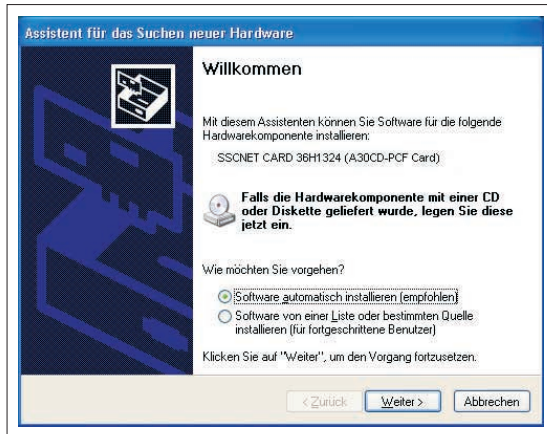 Assistent für das Suchen neuer Hardware
Willkommen
Mit diesem Assistenten können Sie Software für die folgende
Hardwarekomponente installieren:
SSCNET CARD 36H1324 (A30CD-PCF Card)
Falls die Hardwarekomponente mit einer CD
oder Diskette geliefert wurde, legen Sie diese
jetzt ein.
Wie möchten Sie vorgehen?
Software automatisch installieren (empfohlen)
Software von einer Liste oder bestimmten Quelle
installieren (für fortgeschrittene Benutzer)
Klicken Sie auf "Weiter", um den Vorgang fortzusetzen.
< Zurück
Weiter >
Abbrechen